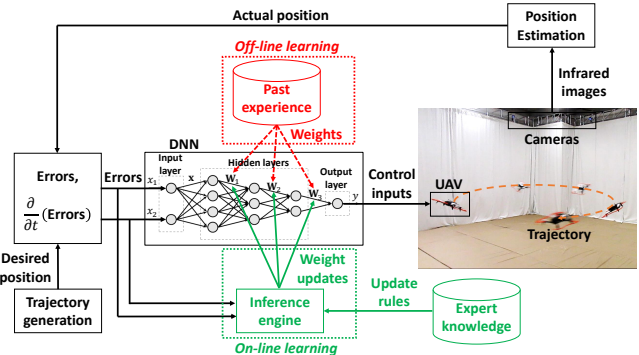 Actual position
Position
Estimation
Off-line learning
Past
experience
Infrared
images
Weights
DNN
Cameras
Input
layer
Hidden layers
Output
layer
Errors,
∂/∂t (Errors)
Errors
x₁
x
W₁
W₂
W₃
y
x₂
Control
inputs
UAV
Trajectory
Desired
position
Weight
updates
Trajectory
generation
Inference
engine
Update
rules
Expert
knowledge
On-line learning